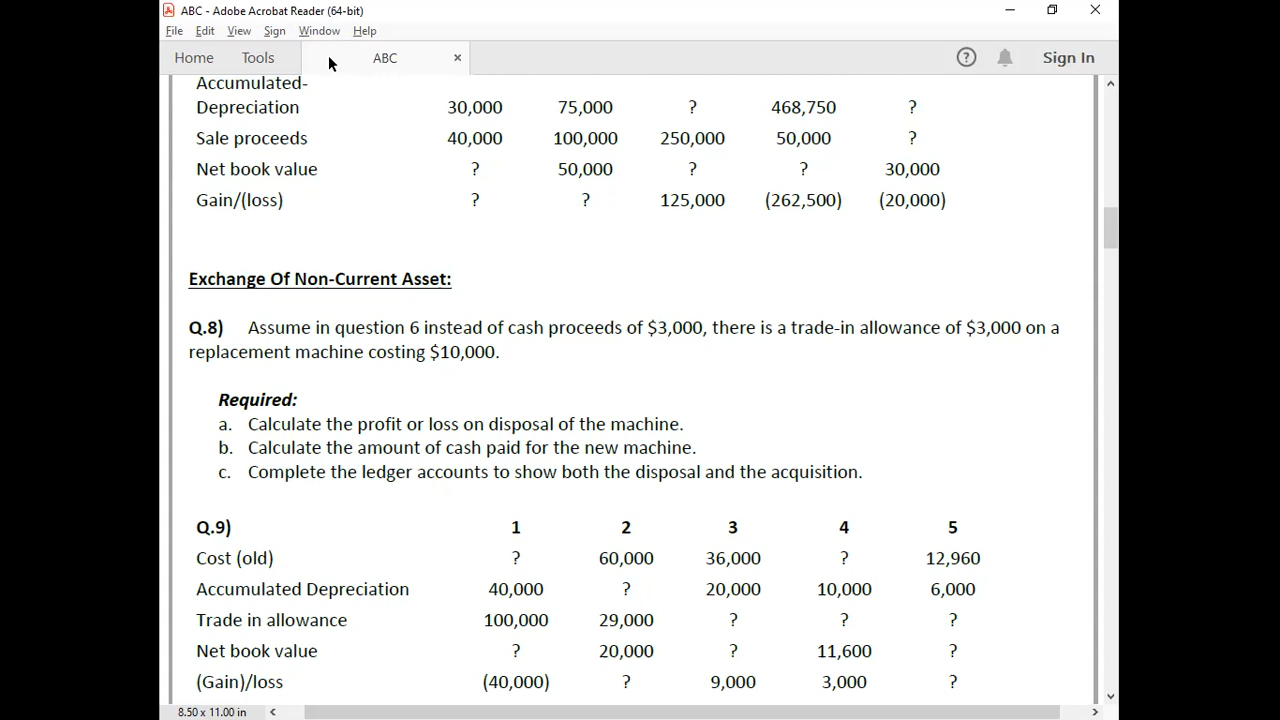 ABC - Adobe Acrobat Reader (64-bit)
File Edit View Sign Window Help
Home Tools ABC × ? Sign In
Accumulated-
Depreciation 30,000 75,000 ? 468,750 ?
Sale proceeds 40,000 100,000 250,000 50,000 ?
Net book value ? 50,000 ? ? 30,000
Gain/(loss) ? ? 125,000 (262,500) (20,000)
Exchange Of Non-Current Asset:
Q.8) Assume in question 6 instead of cash proceeds of $3,000, there is a trade-in allowance of $3,000 on a
replacement machine costing $10,000.
Required:
a. Calculate the profit or loss on disposal of the machine.
b. Calculate the amount of cash paid for the new machine.
c. Complete the ledger accounts to show both the disposal and the acquisition.
Q.9) 1 2 3 4 5
Cost (old) ? 60,000 36,000 ? 12,960
Accumulated Depreciation 40,000 ? 20,000 10,000 6,000
Trade in allowance 100,000 29,000 ? ? ?
Net book value ? 20,000 ? 11,600 ?
(Gain)/loss (40,000) ? 9,000 3,000 ?
8.50 x 11.00 in